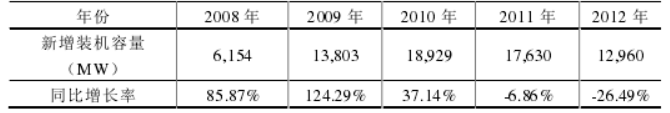 年份 2008 年 2009 年 2010 年 2011 年 2012 年
新增装机容量
（MW） 6,154 13,803 18,929 17,630 12,960
同比增长率 85.87% 124.29% 37.14% -6.86% -26.49%